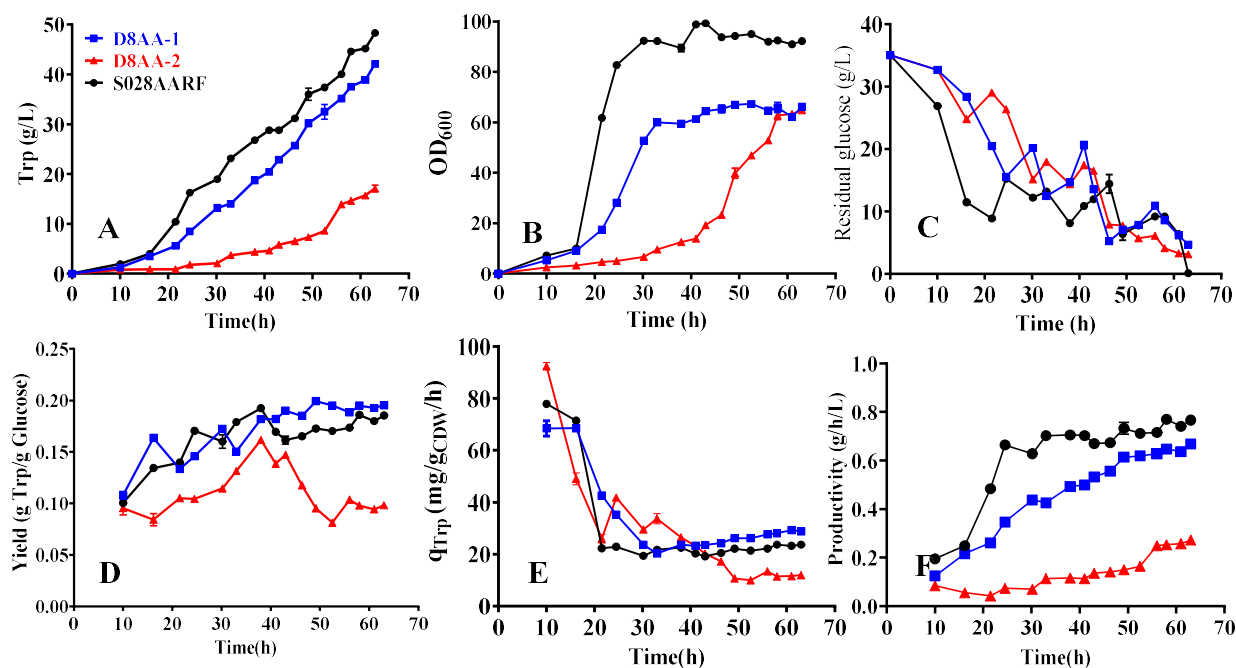 Trp (g/L)
50
40
30
20
10
0
D8AA-1
D8AA-2
S028AARF
A
0 10 20 30 40 50 60 70
Time(h)
OD600
100
80
60
40
20
0
B
0 10 20 30 40 50 60 70
Time (h)
Residual glucose (g/L)
40
30
20
10
0
C
0 10 20 30 40 50 60 70
Time (h)
Yield (g Trp/g Glucose)
0.25
0.20
0.15
0.10
0.05
0.00
D
0 10 20 30 40 50 60 70
Time(h)
qTrp (mg/gCDW/h)
100
80
60
40
20
0
E
0 10 20 30 40 50 60 70
Time(h)
Productivity (g/h/L)
1.0
0.8
0.6
0.4
0.2
0.0
F
0 10 20 30 40 50 60 70
Time(h)